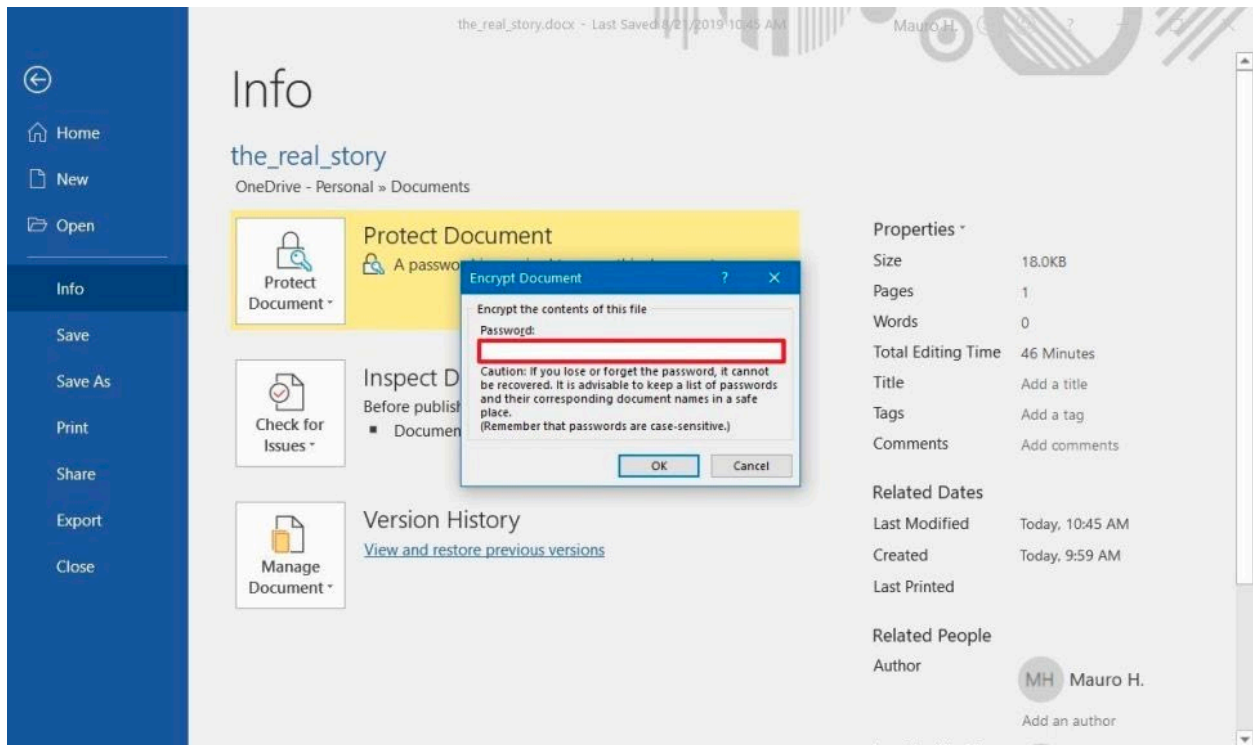 the_real_story.docx - Last Saved 8/21/2019 10:45 AM
Mauro H.
?
Info
Home
New
Open
Info
Save
Save As
Print
Share
Export
Close
the_real_story
OneDrive - Personal » Documents
Protect Document
Protect Document
A passwo
Encrypt Document
?
Encrypt the contents of this file
Password:
Caution: If you lose or forget the password, it cannot
be recovered. It is advisable to keep a list of passwords
and their corresponding document names in a safe
place.
(Remember that passwords are case-sensitive.)
OK
Cancel
Check for
Issues
Inspect D
Before publish
Documen
Manage
Document
Version History
View and restore previous versions
Properties
Size 18.0KB
Pages 1
Words 0
Total Editing Time 46 Minutes
Title Add a title
Tags Add a tag
Comments Add comments
Related Dates
Last Modified Today, 10:45 AM
Created Today, 9:59 AM
Last Printed
Related People
Author
MH Mauro H.
Add an author